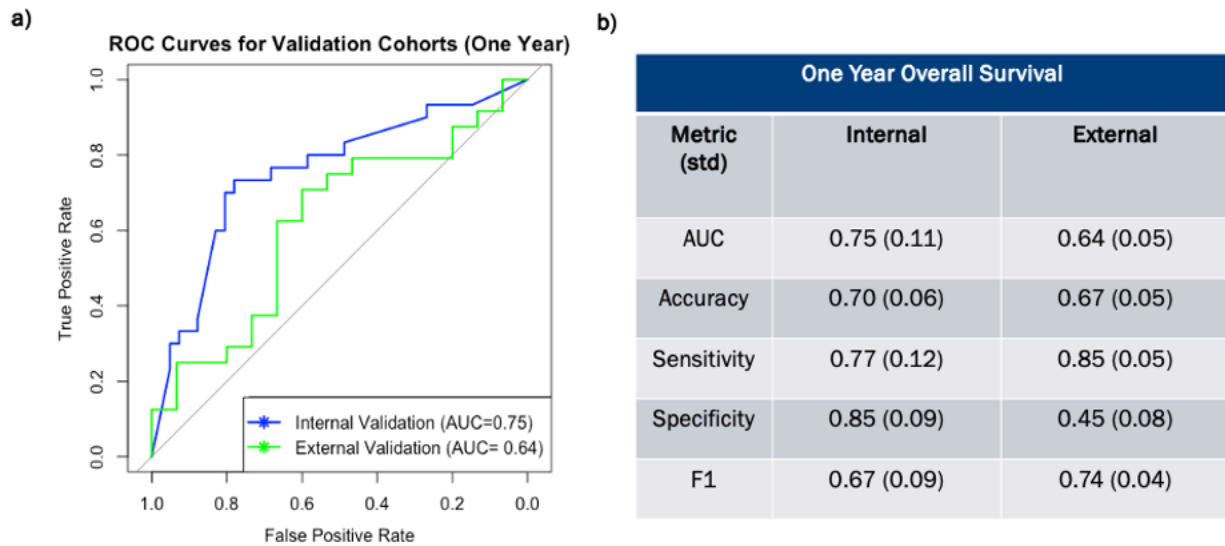 a)
ROC Curves for Validation Cohorts (One Year)
True Positive Rate
1.0
0.8
0.6
0.4
0.2
0.0
Internal Validation (AUC=0.75)
External Validation (AUC= 0.64)
1.0 0.8 0.6 0.4 0.2 0.0
False Positive Rate
b)
One Year Overall Survival
Metric (std) Internal External
AUC 0.75 (0.11) 0.64 (0.05)
Accuracy 0.70 (0.06) 0.67 (0.05)
Sensitivity 0.77 (0.12) 0.85 (0.05)
Specificity 0.85 (0.09) 0.45 (0.08)
F1 0.67 (0.09) 0.74 (0.04)